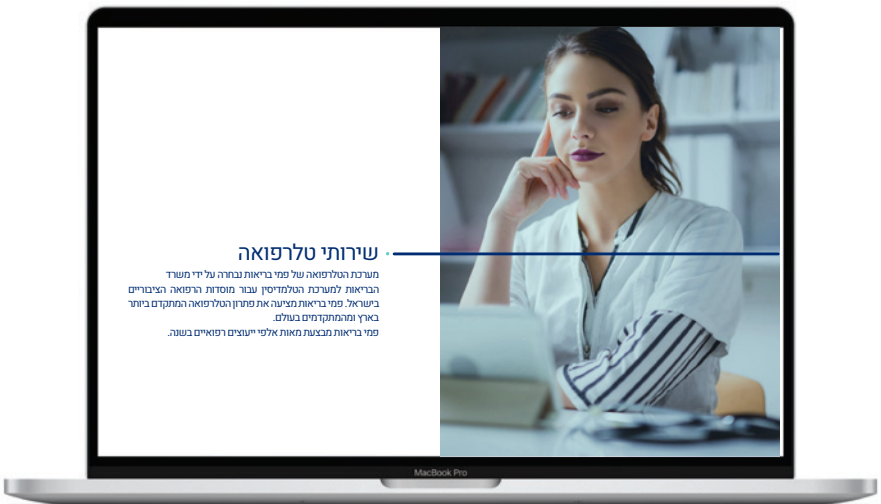 שירותי טלרפואה
מערכת הטלרפואה של פמי בריאות נבחרה על ידי משרד
הבריאות למערכת הטלמדיסין עבור מוסדות הרפואה הציבוריים
בישראל. פמי בריאות מציעה את פתרון הטלרפואה המתקדם ביותר
בארץ ומהמתקדמים בעולם.
פמי בריאות מבצעת מאות אלפי ייעוצים רפואיים בשנה.
MacBook Pro